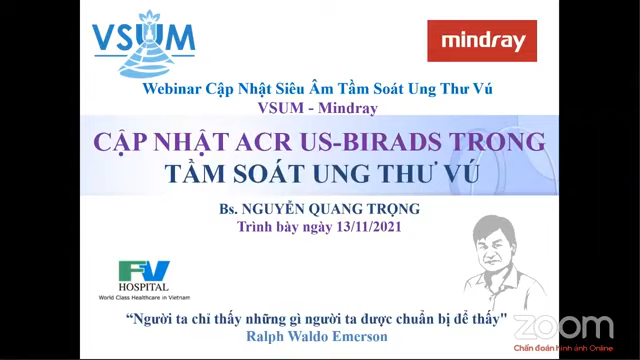 VSUM
mindray
Webinar Cập Nhật Siêu Âm Tầm Soát Ung Thư Vú
VSUM - Mindray
CẬP NHẬT ACR US-BIRADS TRONG
TẦM SOÁT UNG THƯ VÚ
Bs. NGUYỄN QUANG TRỌNG
Trình bày ngày 13/11/2021
FV
HOSPITAL
World Class Healthcare in Vietnam
“Người ta chỉ thấy những gì người ta được chuẩn bị để thấy"
Ralph Waldo Emerson
zoom
Chẩn đoán hình ảnh Online